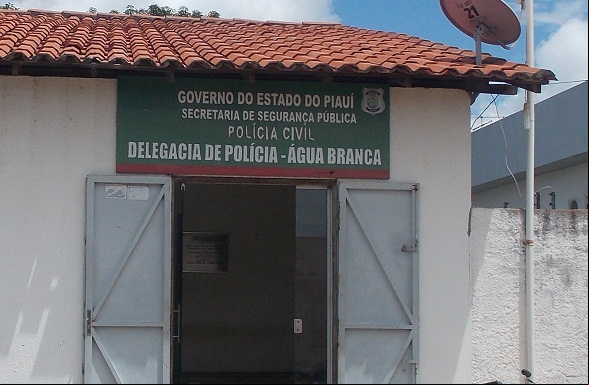 GOVERNO DO ESTADO DO PIAUÍ
SECRETARIA DE SEGURANÇA PÚBLICA
POLÍCIA CIVIL
DELEGACIA DE POLÍCIA - ÁGUA BRANCA